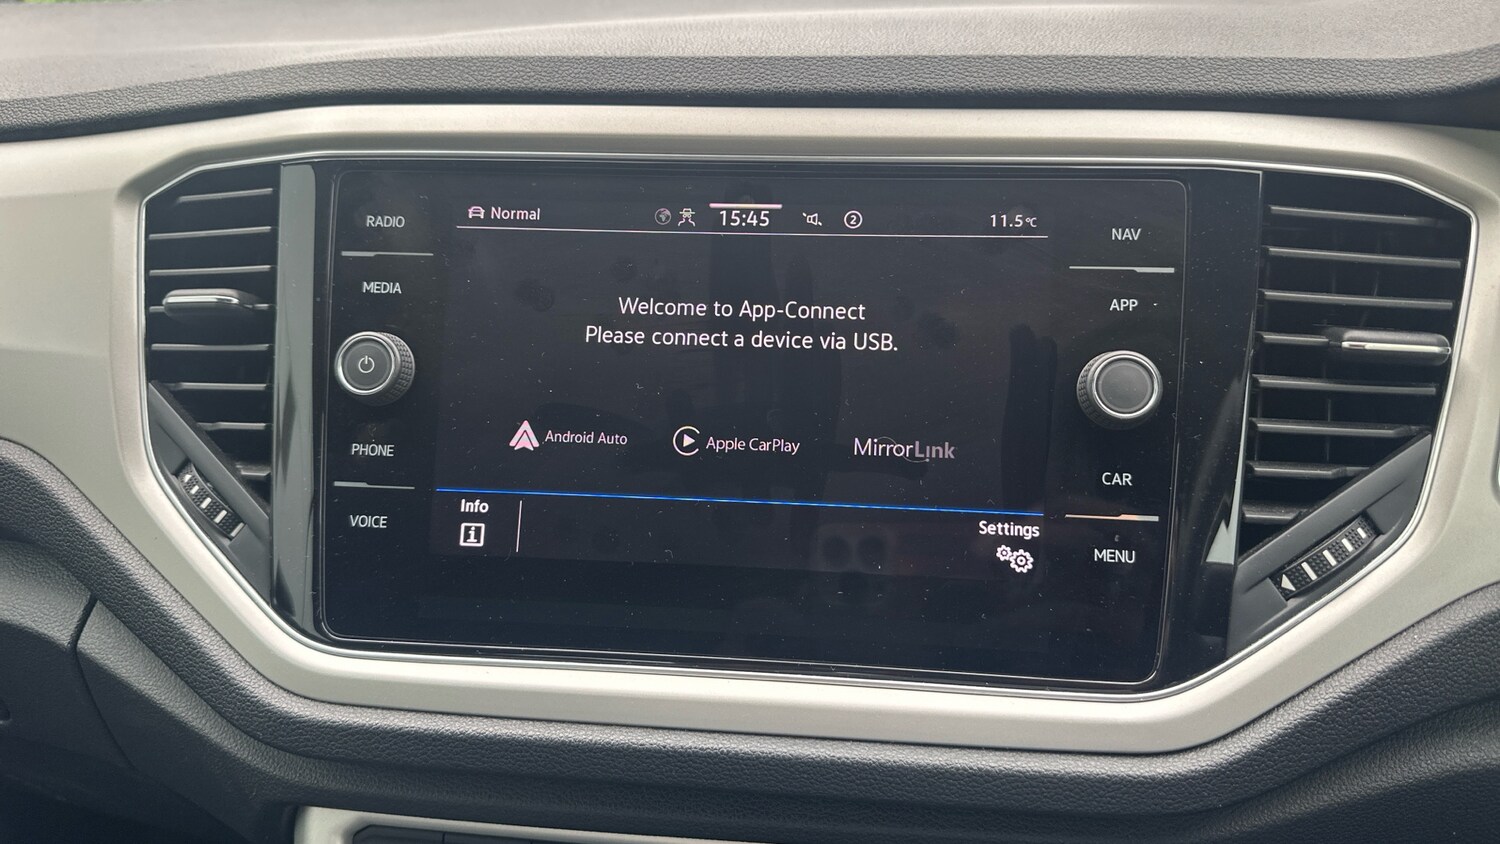 RADIO
MEDIA
PHONE
VOICE
Normal
15:45
2
11.5°C
Welcome to App-Connect
Please connect a device via USB.
Android Auto
Apple CarPlay
MirrorLink
Info
i
Settings
NAV
APP
CAR
MENU